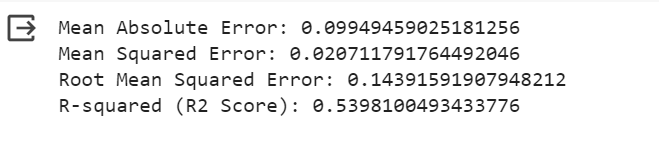 Mean Absolute Error: 0.09949459025181256
Mean Squared Error: 0.020711791764492046
Root Mean Squared Error: 0.14391591907948212
R-squared (R2 Score): 0.5398100493433776